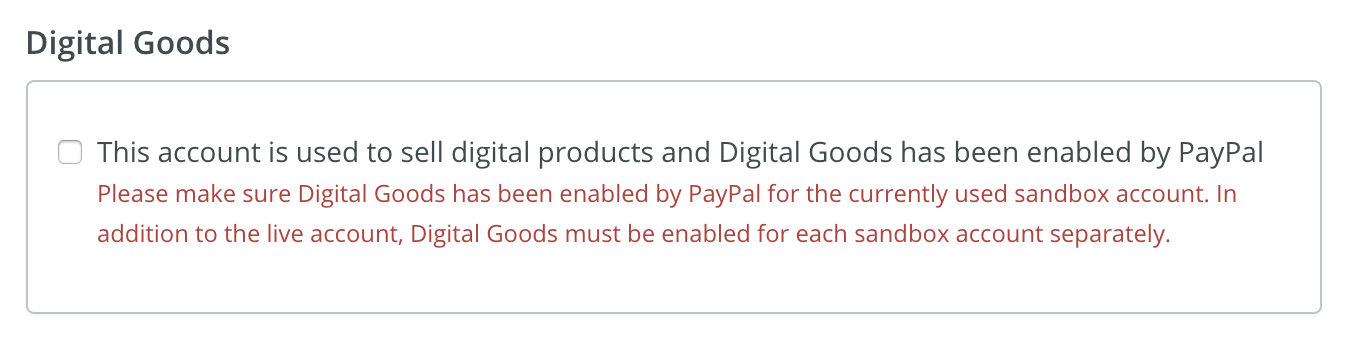 Digital Goods
This account is used to sell digital products and Digital Goods has been enabled by PayPal
Please make sure Digital Goods has been enabled by PayPal for the currently used sandbox account. In
addition to the live account, Digital Goods must be enabled for each sandbox account separately.